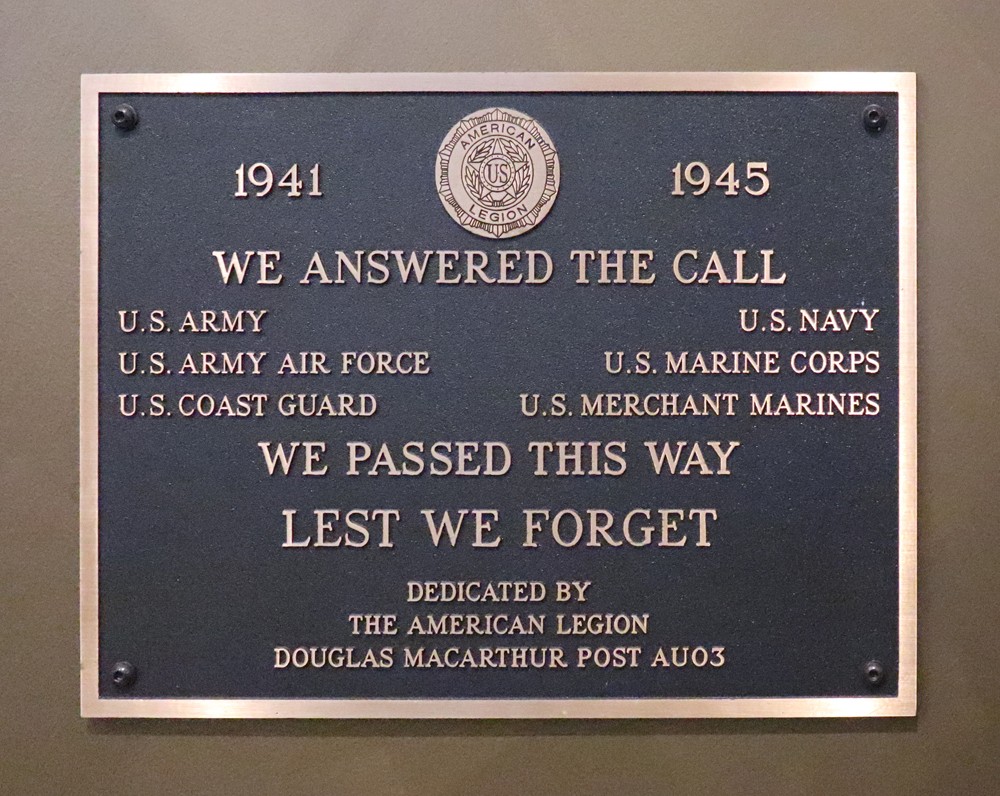 1941
AMERICAN
US
LEGION
1945
WE ANSWERED THE CALL
U.S. ARMY
U.S. NAVY
U.S. ARMY AIR FORCE
U.S. MARINE CORPS
U.S. COAST GUARD
U.S. MERCHANT MARINES
WE PASSED THIS WAY
LEST WE FORGET
DEDICATED BY
THE AMERICAN LEGION
DOUGLAS MACARTHUR POST AU03